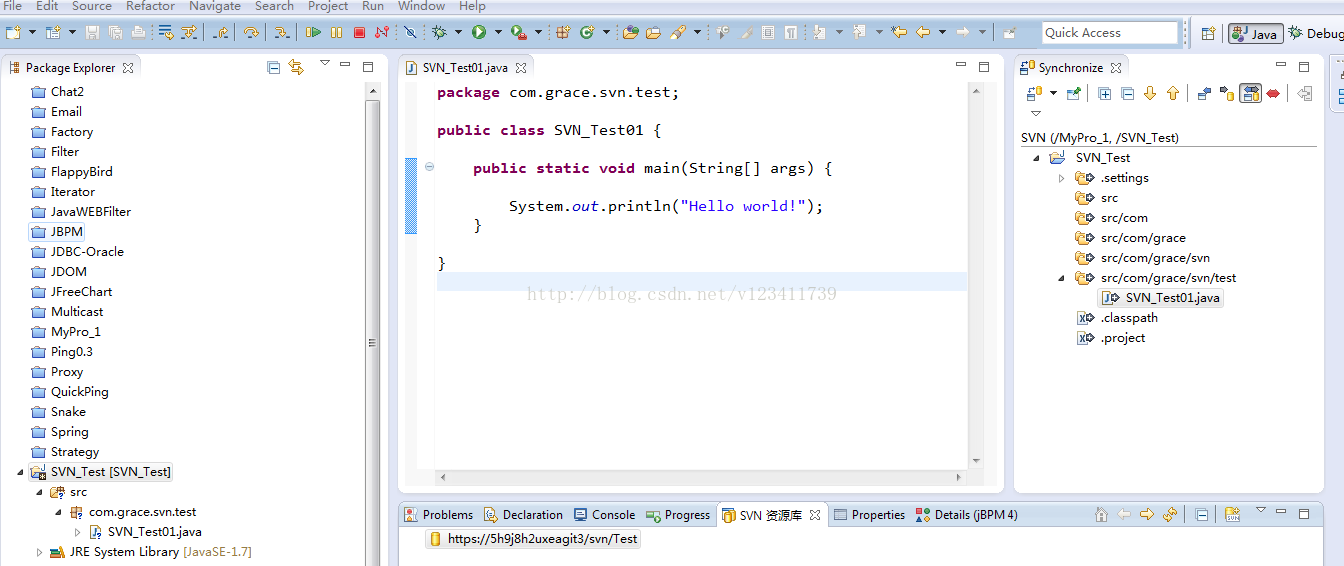 File Edit Source Refactor Navigate Search Project Run Window Help
Quick Access
Java
Debug
Package Explorer
Chat2
Email
Factory
Filter
FlappyBird
Iterator
JavaWEBFilter
JBPM
JDBC-Oracle
JDOM
JFreeChart
Multicast
MyPro_1
Ping0.3
Proxy
QuickPing
Snake
Spring
Strategy
SVN_Test [SVN_Test]
src
com.grace.svn.test
SVN_Test01.java
JRE System Library [JavaSE-1.7]
SVN_Test01.java
package com.grace.svn.test;
public class SVN_Test01 {
public static void main(String[] args) {
System.out.println("Hello world!");
}
}
http://blog.csdn.net/v123411739
Synchronize
SVN (/MyPro_1, /SVN_Test)
SVN_Test
.settings
src
src/com
src/com/grace
src/com/grace/svn
src/com/grace/svn/test
SVN_Test01.java
.classpath
.project
Problems Declaration Console Progress SVN 资源库 Properties Details (jBPM 4)
https://5h9j8h2uxeagit3/svn/Test